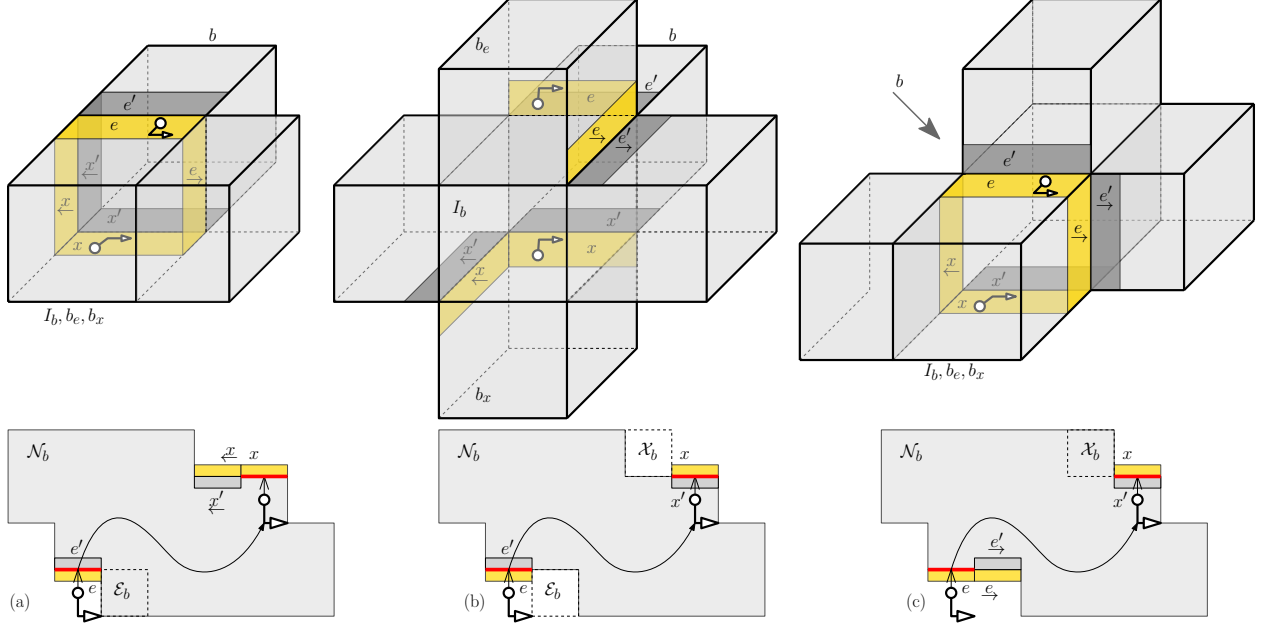 b
e′
e
x′
e
x
x′
x
I_b, b_e, b_x
b_e
b
e
e′
e
e′
I_b
x′
x′
x
x
b_x
b
e′
e
e′
e
x
x′
x
I_b, b_e, b_x
𝒩_b
x x
x′
e′
e
ℰ_b
(a)
𝒩_b
𝒳_b
x
x′
e′
e
ℰ_b
(b)
𝒩_b
𝒳_b
x
x′
e′
e e
(c)